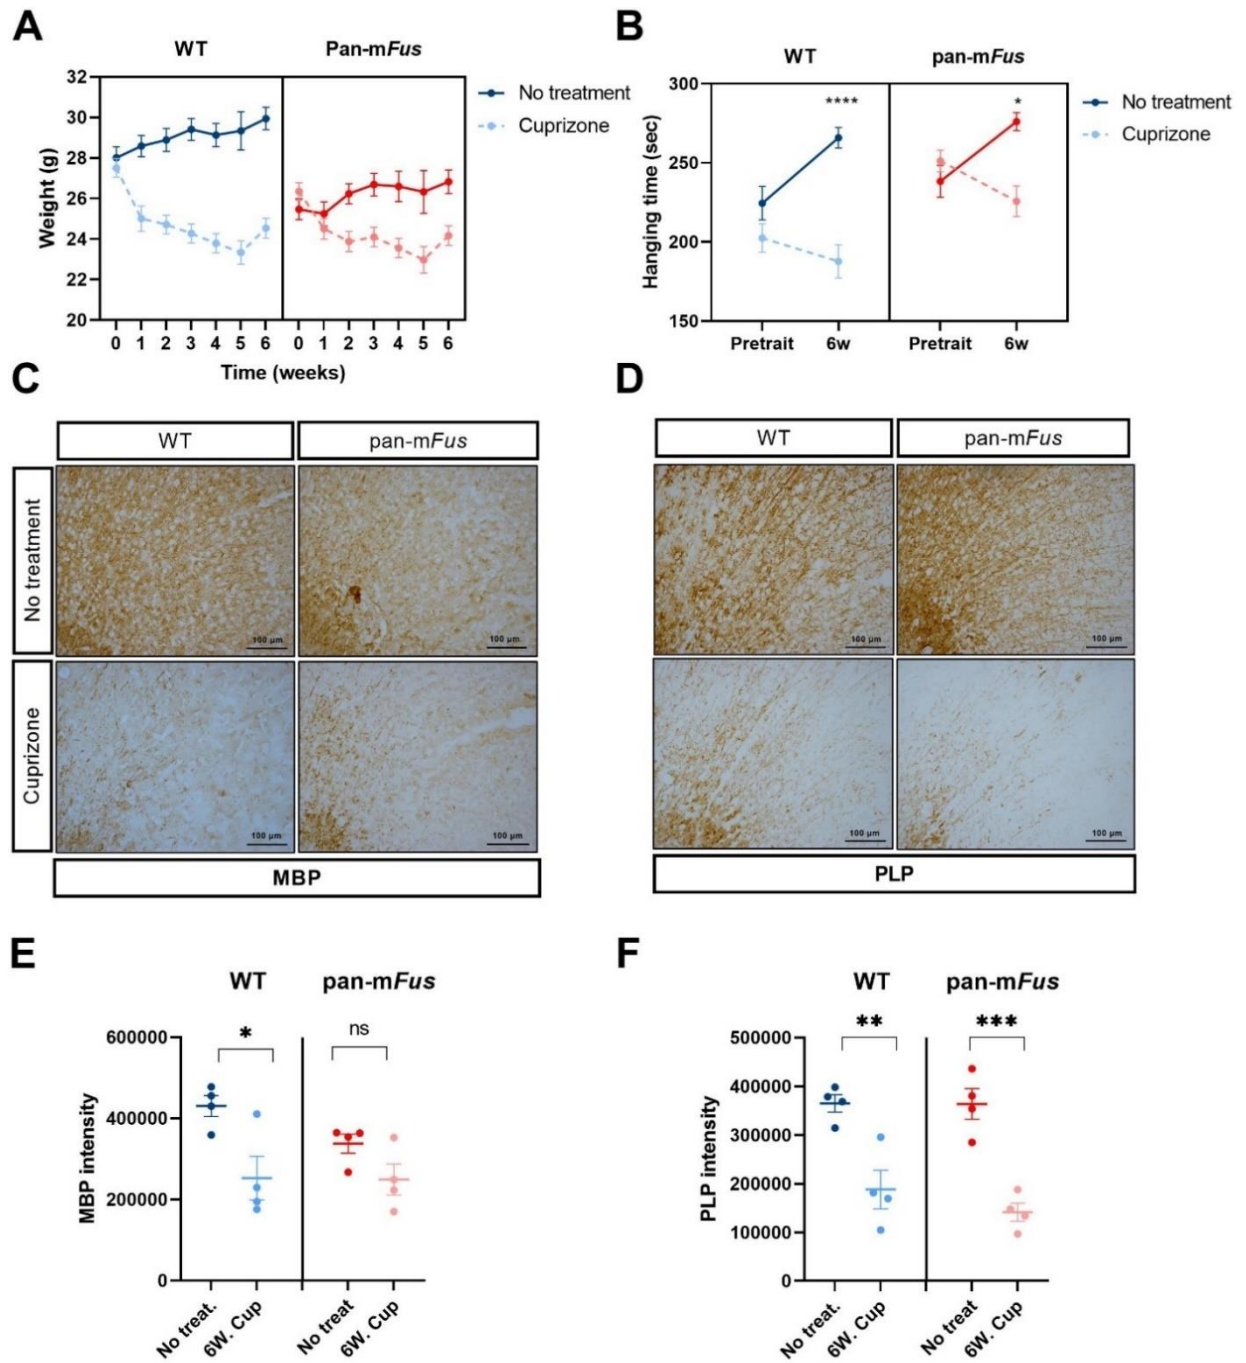 A
WT
Pan-mFus
Weight (g)
32
30
28
26
24
22
20
0 1 2 3 4 5 6 0 1 2 3 4 5 6
Time (weeks)
No treatment
Cuprizone
B
WT
pan-mFus
Hanging time (sec)
300
250
200
150
****
*
Pretrait 6w Pretrait 6w
No treatment
Cuprizone
C
WT
pan-mFus
No treatment
Cuprizone
100 µm
100 µm
100 µm
100 µm
MBP
D
WT
pan-mFus
100 µm
100 µm
100 µm
100 µm
PLP
E
WT
pan-mFus
*
ns
MBP intensity
600000
400000
200000
0
No treat. 6W. Cup No treat 6W. Cup
F
WT
pan-mFus
**
***
PLP intensity
500000
400000
300000
200000
100000
0
No treat. 6W. Cup No treat 6W. Cup